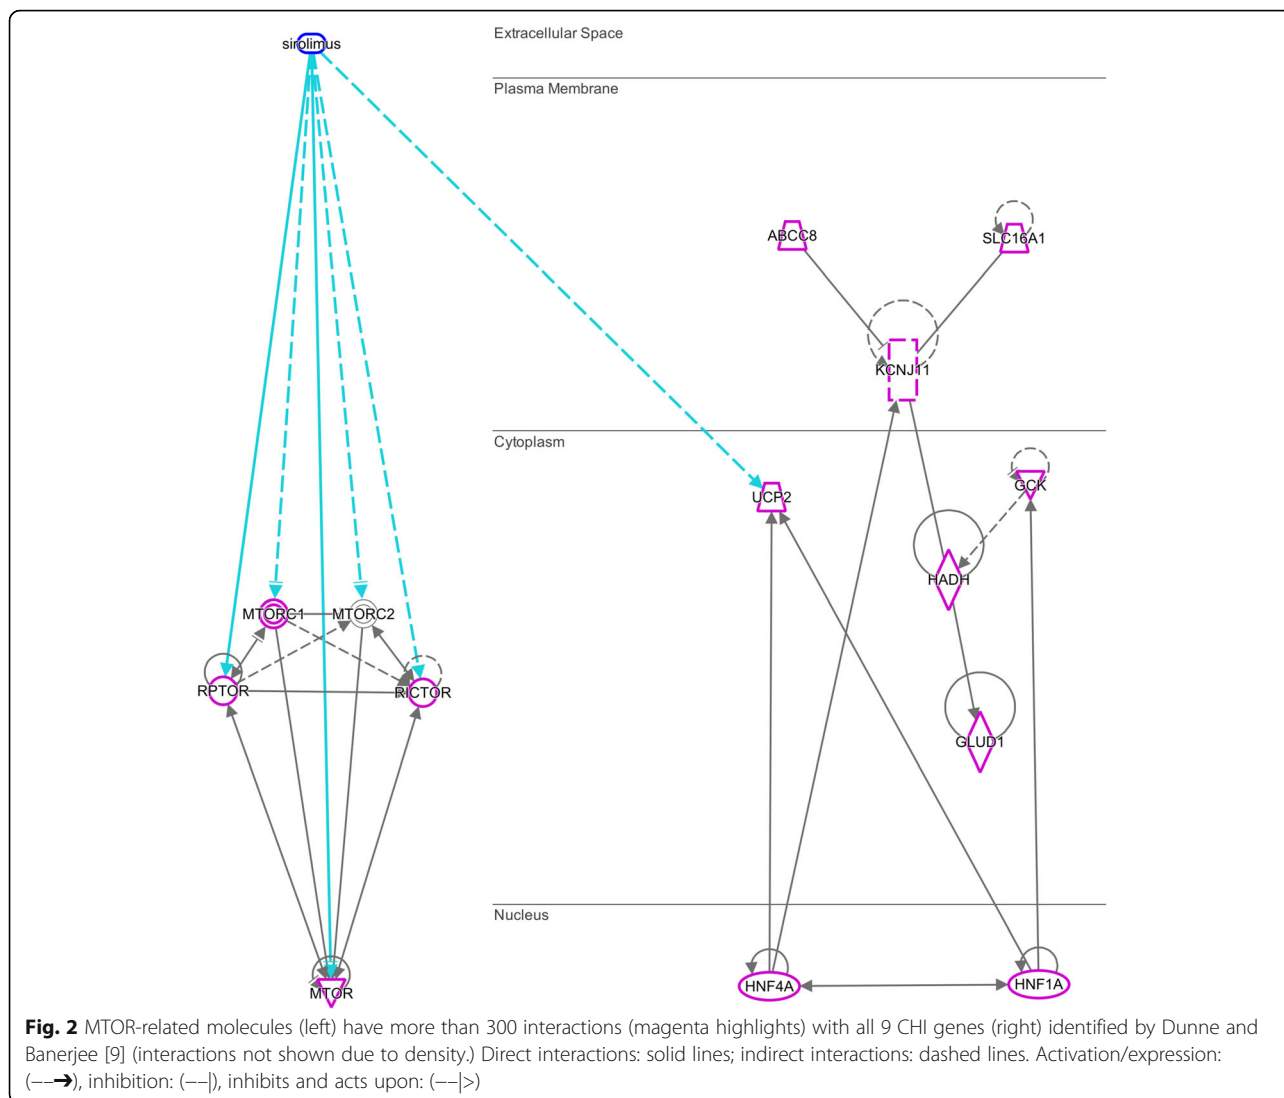 sirolimus
Extracellular Space
Plasma Membrane
ABCC8
SLC16A1
KCNJ11
Cytoplasm
UCP2
GCK
HADH
MTORC1
MTORC2
RPTOR
RICTOR
GLUD1
Nucleus
MTOR
HNF4A
HNF1A
Fig. 2 MTOR-related molecules (left) have more than 300 interactions (magenta highlights) with all 9 CHI genes (right) identified by Dunne and
Banerjee [9] (interactions not shown due to density.) Direct interactions: solid lines; indirect interactions: dashed lines. Activation/expression:
(−−➔), inhibition: (−−|), inhibits and acts upon: (−−|>)